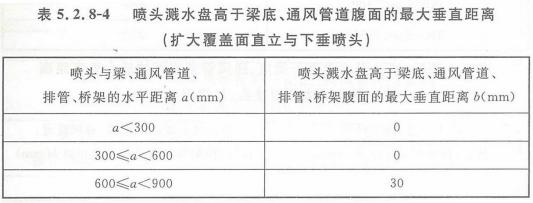 表 5.2.8-4 喷头溅水盘高于梁底、通风管道腹面的最大垂直距离
(扩大覆盖面直立与下垂喷头)
喷头与梁、通风管道、
排管、桥架的水平距离 a(mm)
喷头溅水盘高于梁底、通风管道、
排管、桥架腹面的最大垂直距离 b(mm)
a<300
0
300≤a<600
0
600≤a<900
30